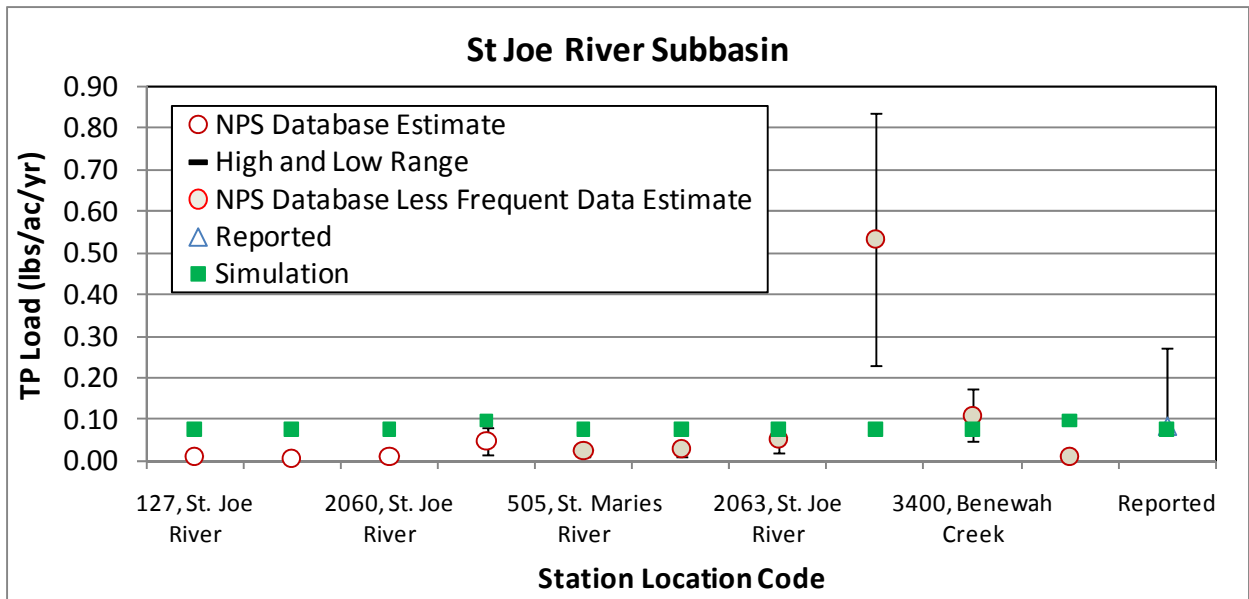 St Joe River Subbasin
TP Load (lbs/ac/yr)
0.90
0.80
0.70
0.60
0.50
0.40
0.30
0.20
0.10
0.00
NPS Database Estimate
High and Low Range
NPS Database Less Frequent Data Estimate
Reported
Simulation
127, St. Joe
River
2060, St. Joe
River
505, St. Maries
River
2063, St. Joe
River
3400, Benewah
Creek
Reported
Station Location Code